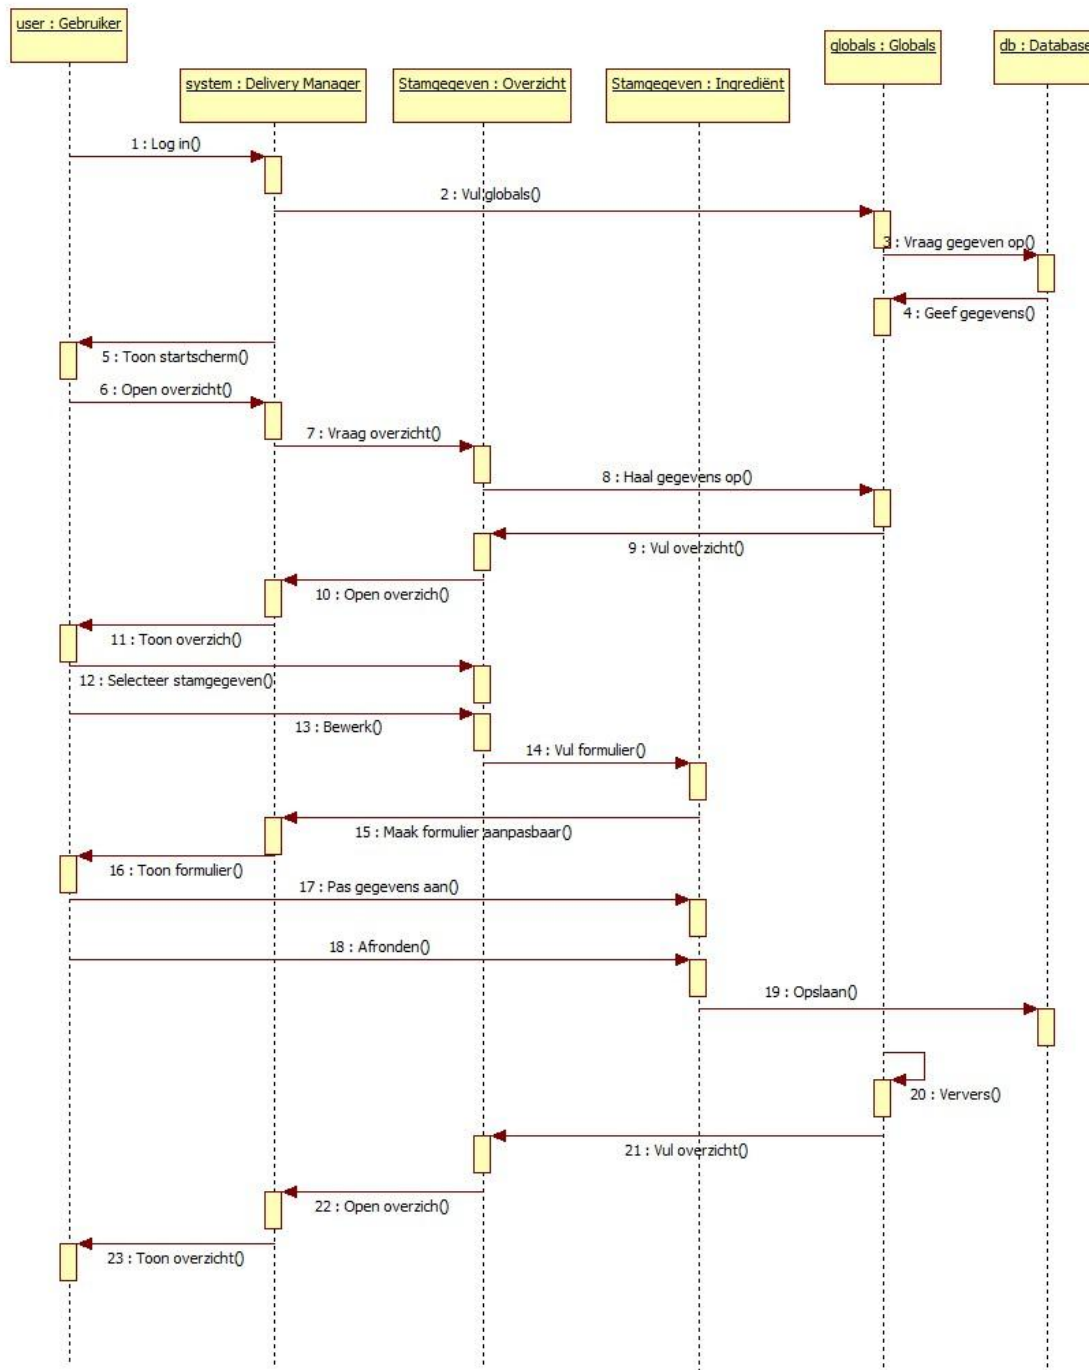 user : Gebruiker
globals : Globals
db : Database
system : Delivery Manager
Stamgegeven : Overzicht
Stamgegeven : Ingrediënt
1 : Log in()
2 : Vul globals()
3 : Vraag gegeven op()
4 : Geef gegevens()
5 : Toon startscherm()
6 : Open overzicht()
7 : Vraag overzicht()
8 : Haal gegevens op()
9 : Vul overzicht()
10 : Open overzich()
11 : Toon overzich()
12 : Selecteer stamgegeven()
13 : Bewerk()
14 : Vul formulier()
15 : Maak formulier aanpasbaar()
16 : Toon formulier()
17 : Pas gegevens aan()
18 : Afronden()
19 : Opslaan()
20 : Ververs()
21 : Vul overzicht()
22 : Open overzich()
23 : Toon overzicht()